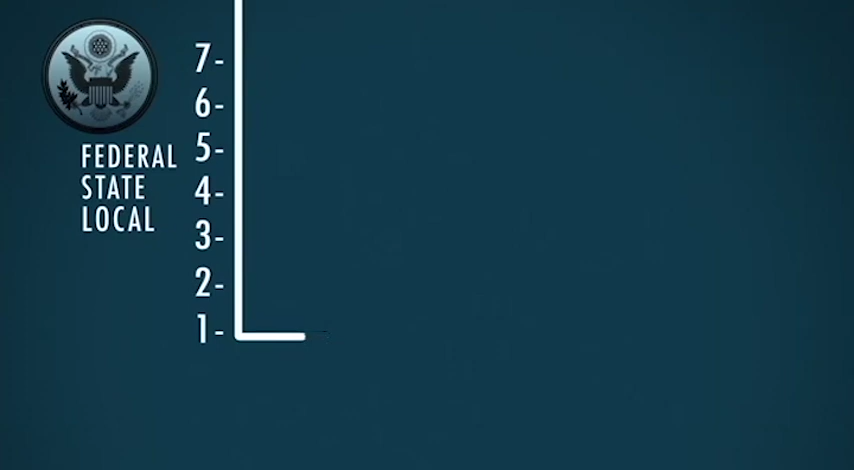 7-
6-
5-
4-
3-
2-
1-
FEDERAL
STATE
LOCAL